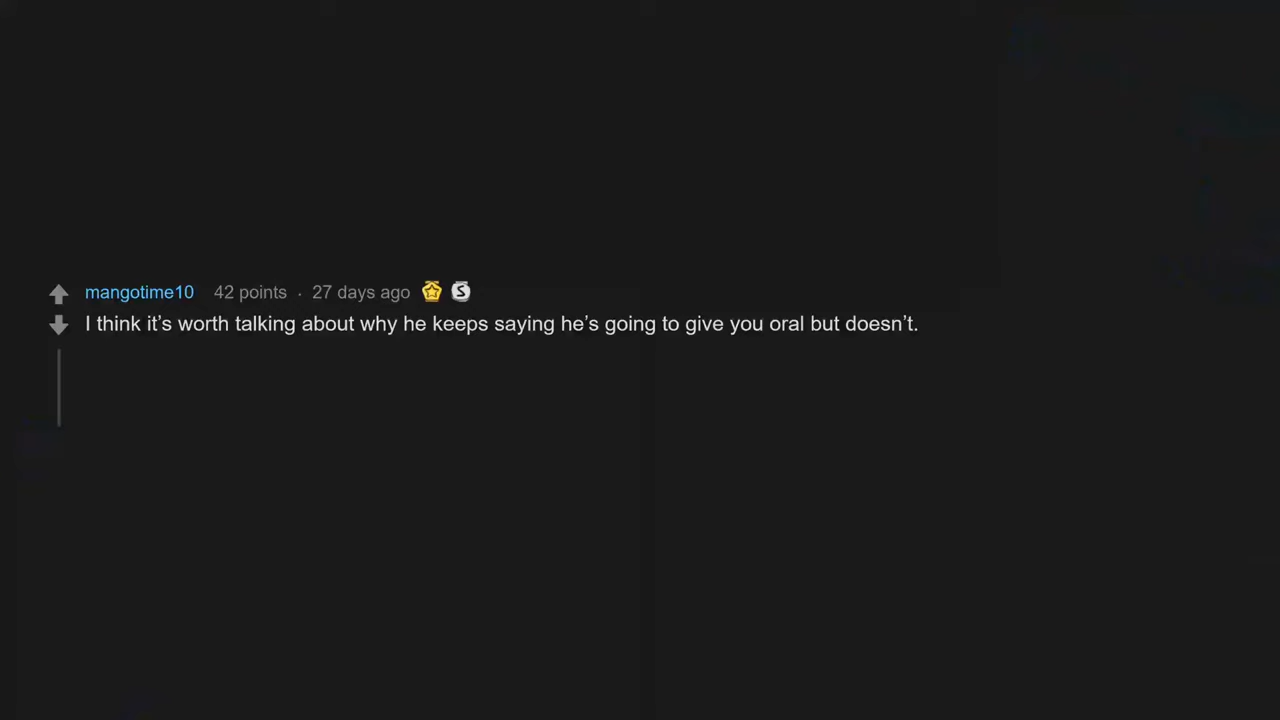 mangotime10 42 points . 27 days ago S
I think it’s worth talking about why he keeps saying he’s going to give you oral but doesn’t.